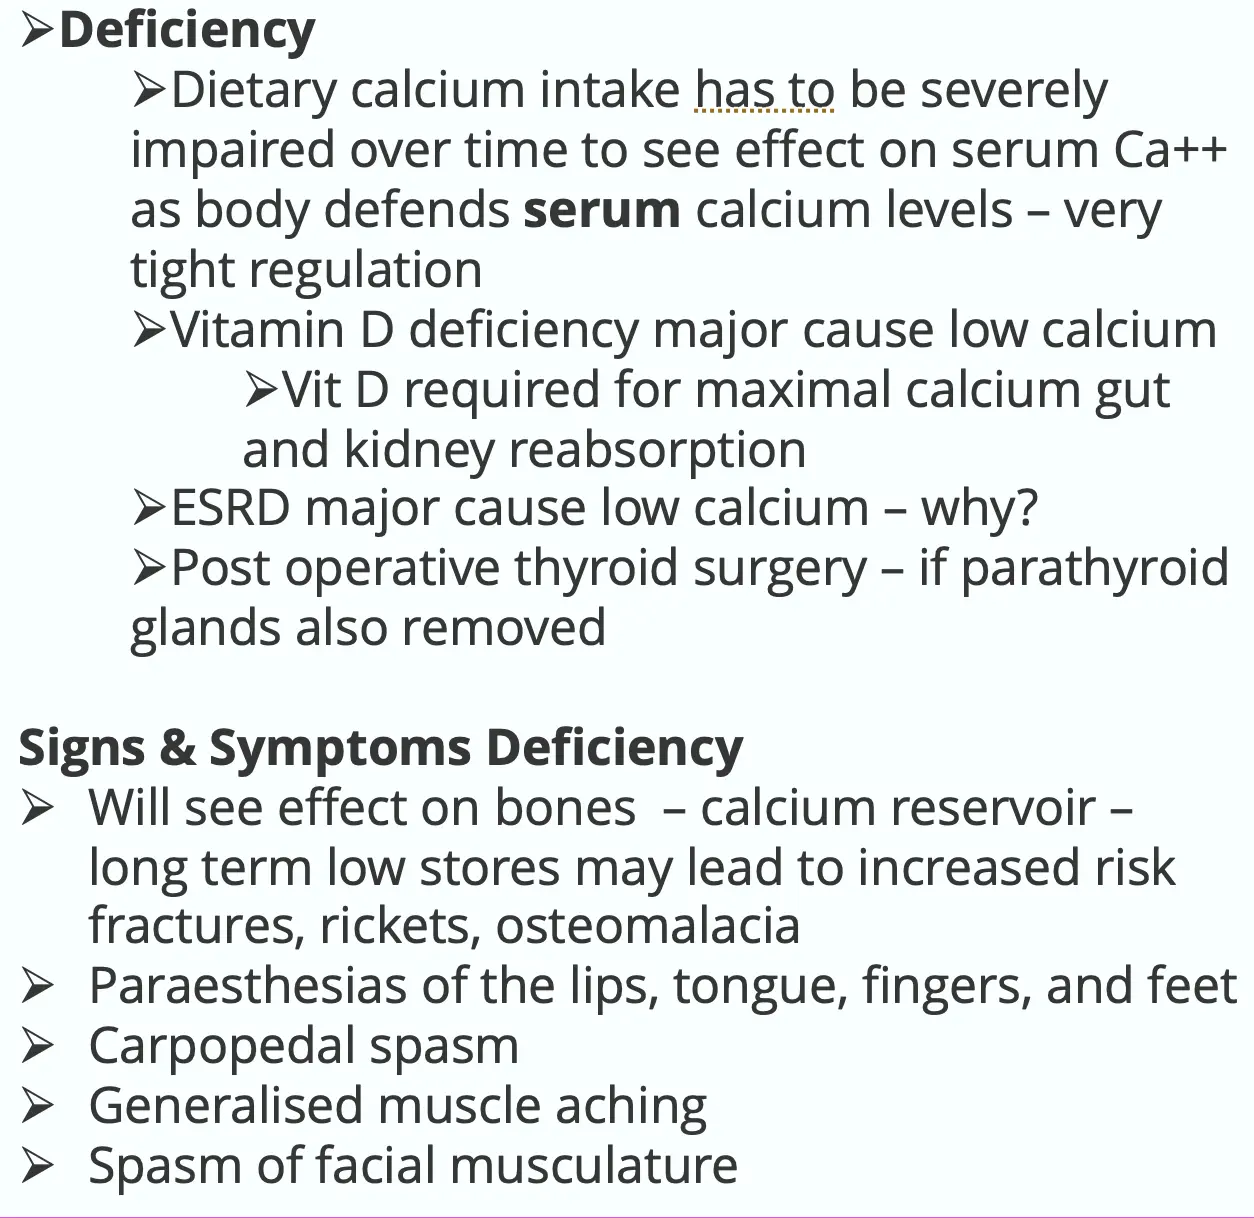 ➢Deficiency
➢Dietary calcium intake has to be severely
impaired over time to see effect on serum Ca++
as body defends serum calcium levels – very
tight regulation
➢Vitamin D deficiency major cause low calcium
➢Vit D required for maximal calcium gut
and kidney reabsorption
➢ESRD major cause low calcium – why?
➢Post operative thyroid surgery – if parathyroid
glands also removed
Signs & Symptoms Deficiency
➢ Will see effect on bones – calcium reservoir –
long term low stores may lead to increased risk
fractures, rickets, osteomalacia
➢ Paraesthesias of the lips, tongue, fingers, and feet
➢ Carpopedal spasm
➢ Generalised muscle aching
➢ Spasm of facial musculature